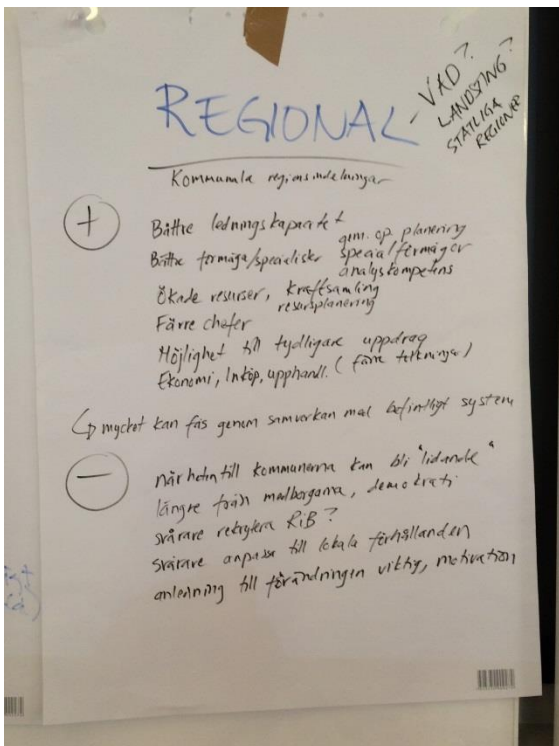 REGIONAL
- VAD?
LANDSTING?
STATLIGA
REGIONER
Kommunala regionsindelningar
+
Bättre ledningskapacitet
gm. op. planering
Bättre förmåga/specialister specialförmågor
analyskompetens
Ökade resurser, kraftsamling
resursplanering
Färre chefer
Möjlighet till tydligare uppdrag
Ekonomi, Inköp, upphandl. (färre)
↳ mycket kan fås genom samverkan med befintligt system
—
närheten till kommunerna kan bli "lidande"
längre från medborgarna, demokrati
svårare rekrytera RiB?
svårare anpassa till lokala förhållanden
anledning till förändringen viktig, motivation